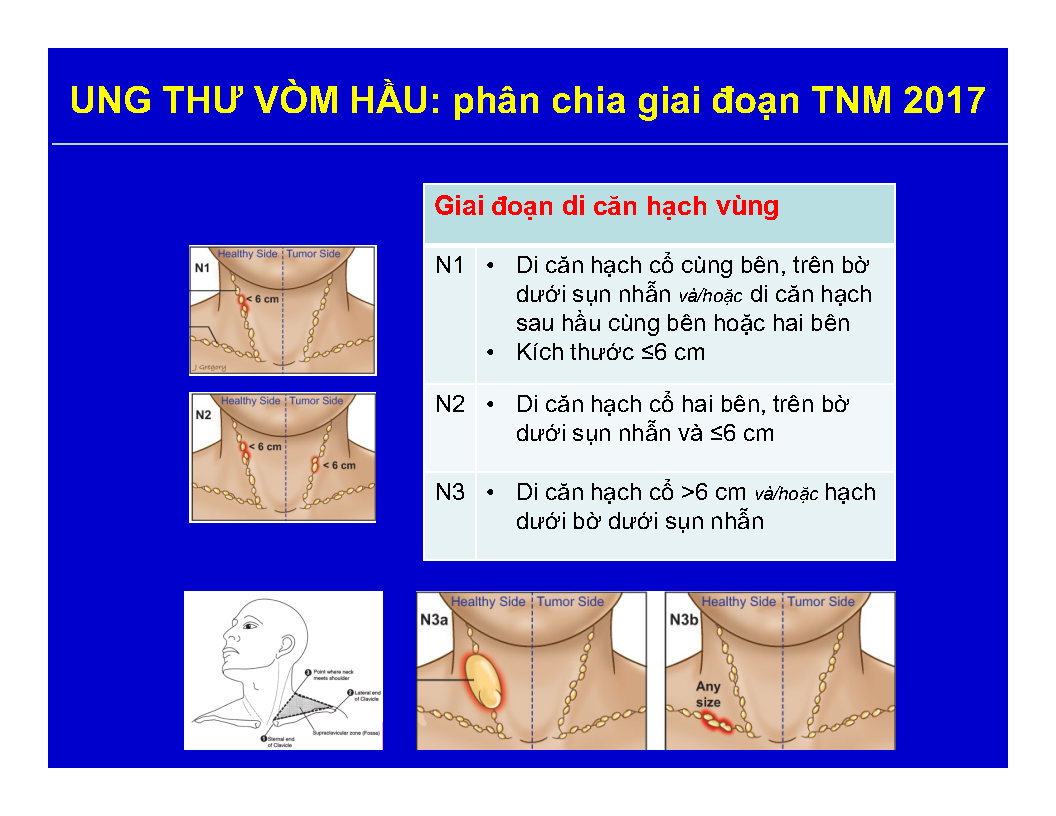 UNG THƯ VÒM HẦU: phân chia giai đoạn TNM 2017
Giai đoạn di căn hạch vùng
N1 • Di căn hạch cổ cùng bên, trên bờ
dưới sụn nhẫn và/hoặc di căn hạch
sau hầu cùng bên hoặc hai bên
• Kích thước ≤6 cm
N2 • Di căn hạch cổ hai bên, trên bờ
dưới sụn nhẫn và ≤6 cm
N3 • Di căn hạch cổ >6 cm và/hoặc hạch
dưới bờ dưới sụn nhẫn
Healthy Side Tumor Side
N1
< 6 cm
J. Gregory
Healthy Side Tumor Side
N2
< 6 cm
< 6 cm
3 Point where neck
meets shoulder
2 Lateral end
of Clavicle
Supraclavicular zone (Fossa)
1 Sternal end
of Clavicle
Healthy Side Tumor Side
N3a
Healthy Side Tumor Side
N3b
Any
size